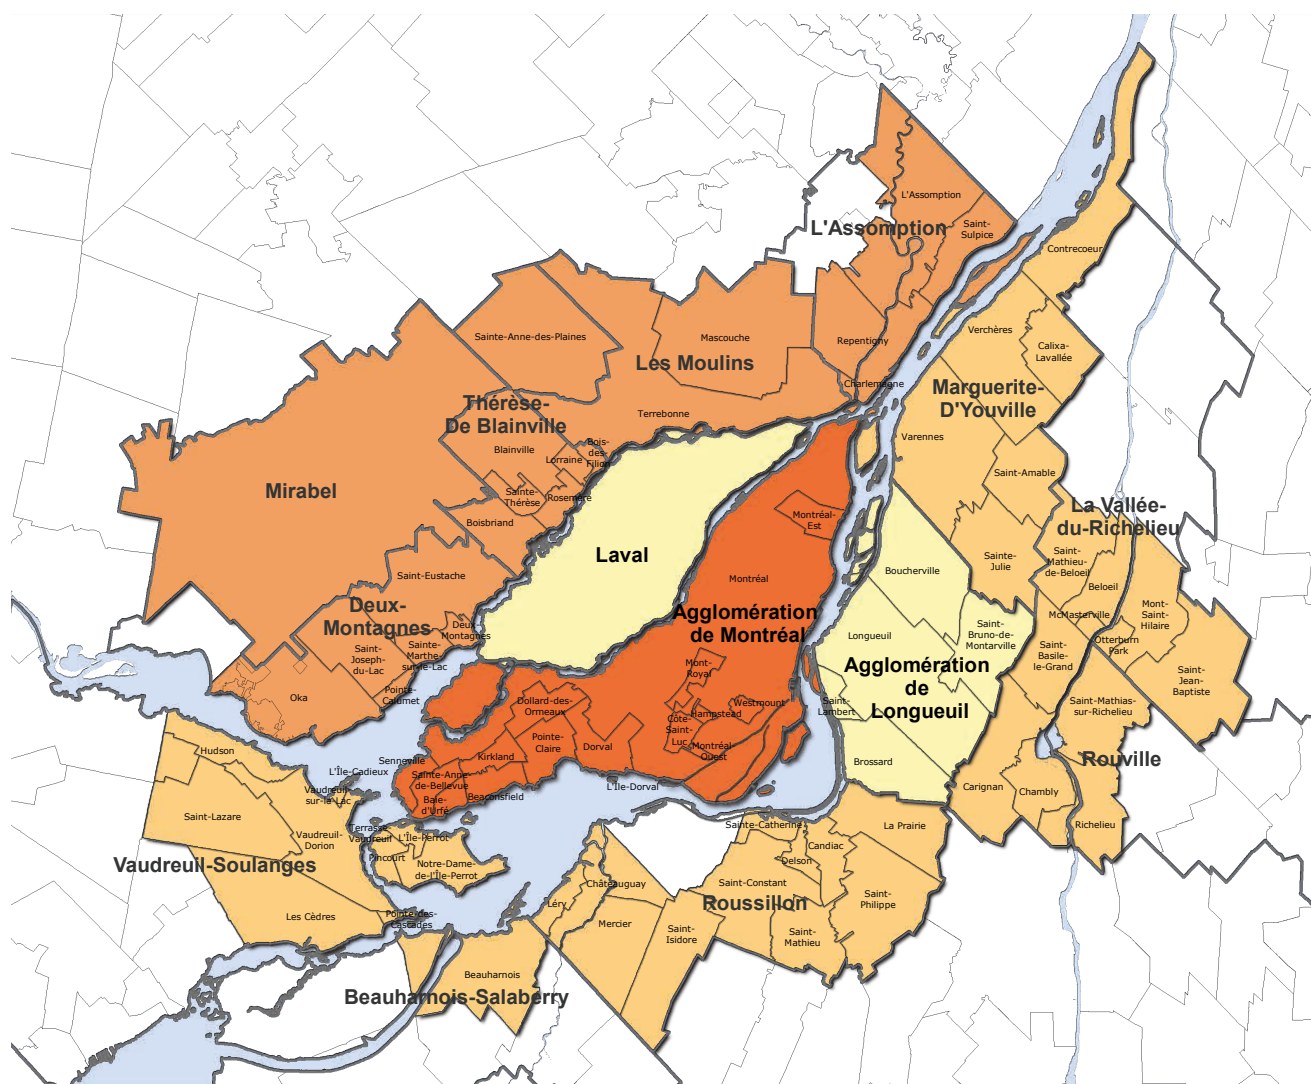 L'Assomption
L'Assomption
Saint-
Sulpice
Contrecoeur
Sainte-Anne-des-Plaines
Mascouche
Les Moulins
Repentigny
Charlemagne
Terrebonne
Verchères
Calixa-
Lavallée
Marguerite-
D'Youville
Varennes
Saint-Amable
Sainte-
Julie
Thérèse-
De Blainville
Blainville
Lorraine
Bois-
des-
Filion
Sainte-
Thérèse
Rosemère
Boisbriand
Mirabel
Saint-Eustache
Deux-
Montagnes
Deux-
Montagnes
Saint-
Joseph-
du-Lac
Sainte-
Marthe-
sur-le-Lac
Pointe-
Calumet
Oka
Laval
Montréal-
Est
Montréal
Agglomération
de Montréal
Mont-
Royal
Hampstead
Westmount
Côte-
Saint-
Luc
Montréal-
Ouest
Dollard-des-
Ormeaux
Pointe-
Claire
Dorval
Kirkland
Senneville
Sainte-Anne-
de-Bellevue
Baie-
d'Urfé
Beaconsfield
L'Île-Dorval
Boucherville
Longueuil
Saint-
Bruno-de-
Montarville
Agglomération
de
Longueuil
Saint-
Lambert
Brossard
La Vallée-
du-Richelieu
Saint-
Mathieu-
de-Beloeil
Beloeil
McMasterville
Mont-
Saint-
Hilaire
Otterburn
Park
Saint-
Basile-
le-Grand
Saint-
Jean-
Baptiste
Saint-Mathias-
sur-Richelieu
Rouville
Carignan
Chambly
Richelieu
Hudson
L'Île-Cadieux
Vaudreuil-
sur-le-Lac
Saint-Lazare
Vaudreuil-
Dorion
Terrasse-
Vaudreuil
L'Île-Perrot
Pincourt
Notre-Dame-
de-l'Île-Perrot
Vaudreuil-Soulanges
Les Cèdres
Pointe-des-
Cascades
Beauharnois
Beauharnois-Salaberry
Châteauguay
Léry
Mercier
Saint-
Isidore
Sainte-Catherine
Candiac
La Prairie
Delson
Saint-Constant
Roussillon
Saint-
Philippe
Saint-
Mathieu